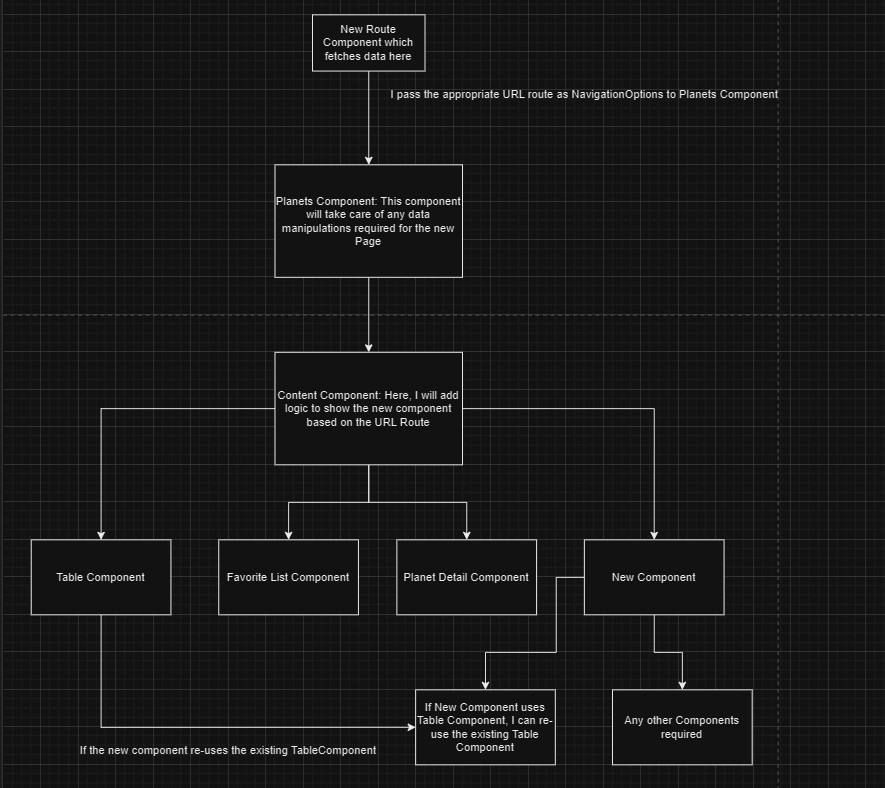 New Route
Component which
fetches data here
I pass the appropriate URL route as NavigationOptions to Planets Component
Planets Component: This component
will take care of any data
manipulations required for the new
Page
Content Component: Here, I will add
logic to show the new component
based on the URL Route
Table Component
Favorite List Component
Planet Detail Component
New Component
If New Component uses
Table Component, I can re-
use the existing Table
Component
Any other Components
required
If the new component re-uses the existing TableComponent